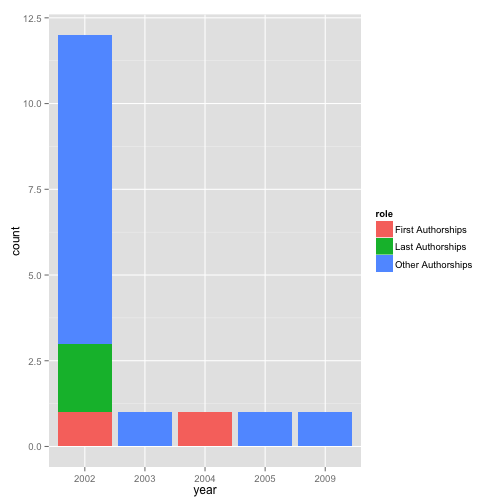 12.5
10.0
7.5
5.0
2.5
0.0
count
2002 2003 2004 2005 2009
year
role
First Authorships
Last Authorships
Other Authorships